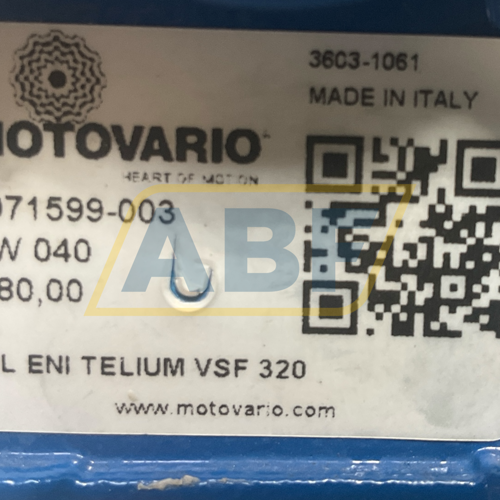 3603-1061
MADE IN ITALY
MOTOVARIO
HEART OF MOTION
071599-003
W 040
80,00
ABF
L ENI TELIUM VSF 320
www.motovario.com